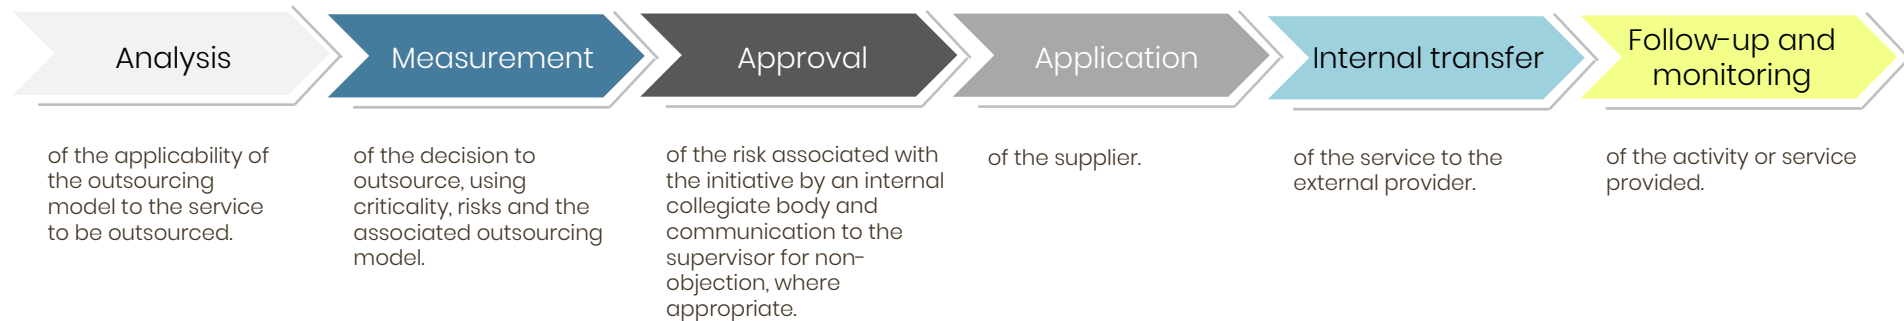 Analysis
of the applicability of
the outsourcing
model to the service
to be outsourced.
Measurement
of the decision to
outsource, using
criticality, risks and the
associated outsourcing
model.
Approval
of the risk associated with
the initiative by an internal
collegiate body and
communication to the
supervisor for non-
objection, where
appropriate.
Application
of the supplier.
Internal transfer
of the service to the
external provider.
Follow-up and
monitoring
of the activity or service
provided.